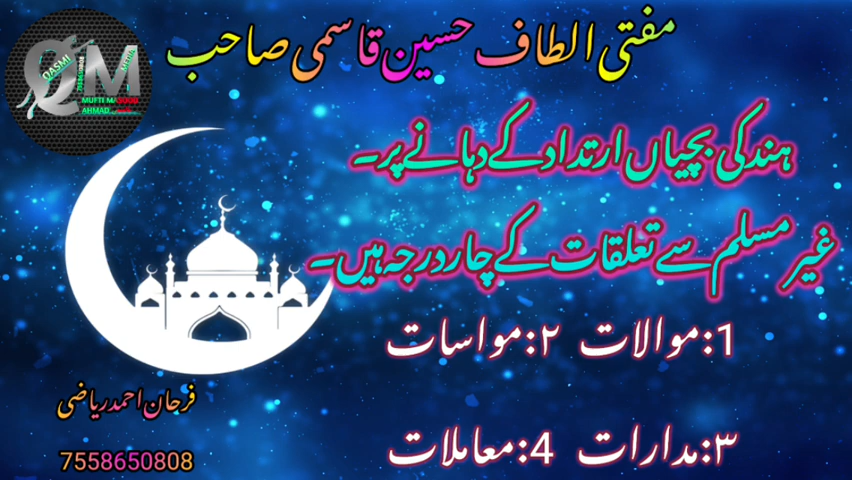 مفتی الطاف حسین قاسمی صاحب
QASMI
MUFTI MASOOD
AHMAD
ہند کی بچیاں ارتداد کے دہانے پر۔
غیر مسلم سے تعلقات کے چار درجہ ہیں۔
1:موالات ۲:مواسات
۳:مدارات 4:معاملات
فرحان احمد ریاضی
7558650808